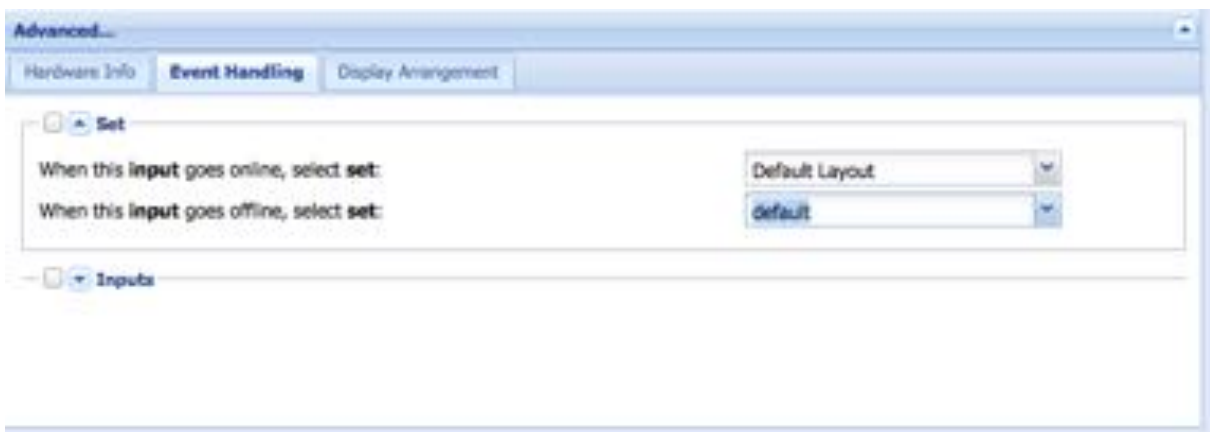 Advanced...
Hardware Info Event Handling Display Arrangement
Set
When this input goes online, select set: Default Layout
When this input goes offline, select set: default
Inputs